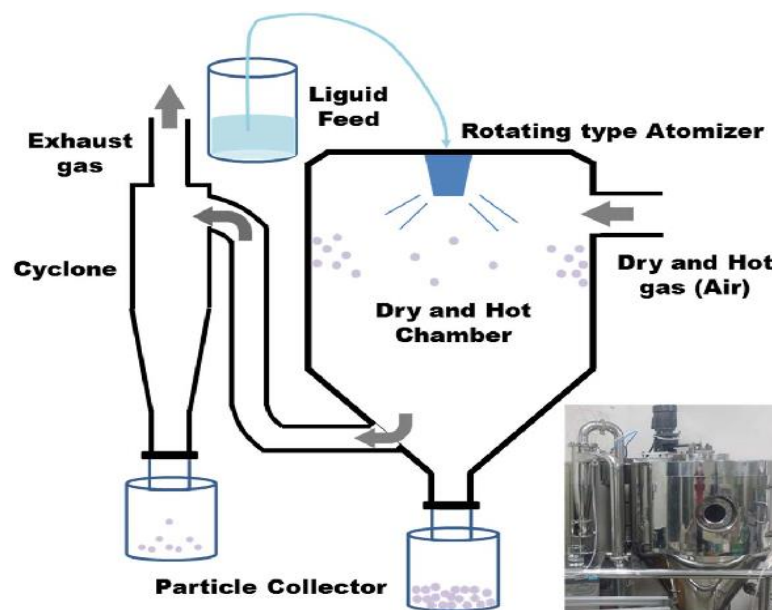 Liguid
Feed
Exhaust
gas
Rotating type Atomizer
Cyclone
Dry and Hot
gas (Air)
Dry and Hot
Chamber
Particle Collector